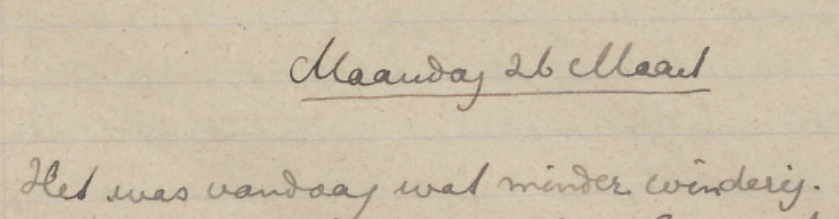 Maandag 26 Maart
Het was vandaag wat minder winderig.